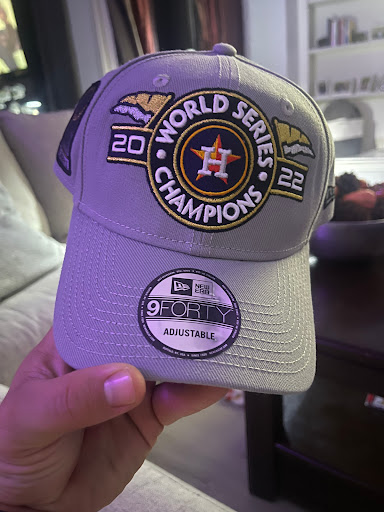 WORLD SERIES
20 22
H
CHAMPIONS
NEW ERA
9FORTY
ADJUSTABLE